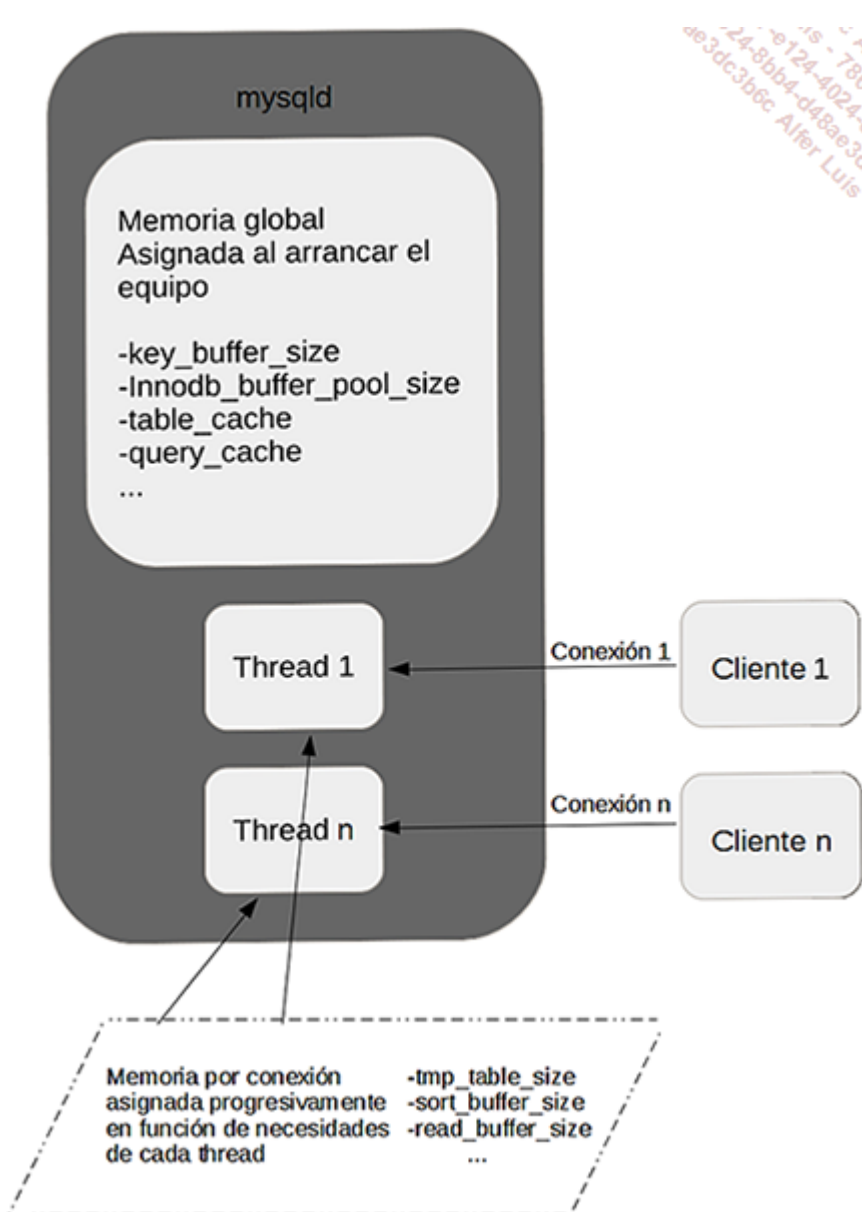 mysqld
Memoria global
Asignada al arrancar el
equipo
-key_buffer_size
-Innodb_buffer_pool_size
-table_cache
-query_cache
...
Thread 1
Conexión 1
Cliente 1
Thread n
Conexión n
Cliente n
Memoria por conexión
asignada progresivamente
en función de necesidades
de cada thread
-tmp_table_size
-sort_buffer_size
-read_buffer_size
...